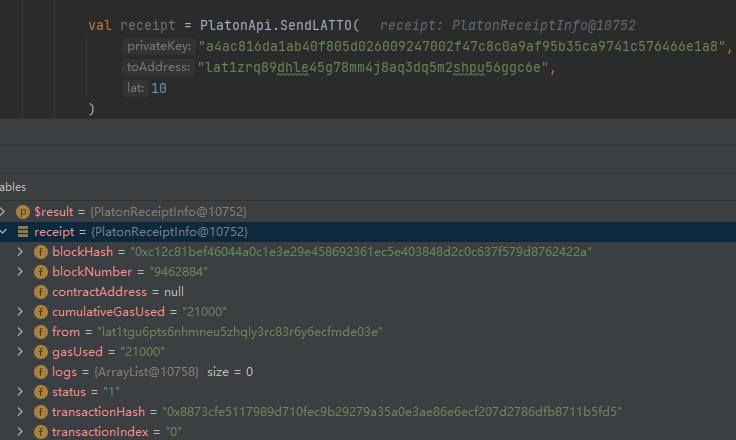 val receipt = PlatonApi.SendLATTO( receipt: PlatonReceiptInfo@10752
privateKey: "a4ac816da1ab40f805d026009247002f47c8c0a9af95b35ca9741c576466e1a8",
toAddress: "lat1zrq89dhle45g78mm4j8aq3dq5m2shpu56ggc6e",
lat: 10
)
ables
$result = {PlatonReceiptInfo@10752}
receipt = {PlatonReceiptInfo@10752}
blockHash = "0xc12c81bef46044a0c1e3e29e458692361ec5e403848d2c0c637f579d8762422a"
blockNumber = "9462884"
contractAddress = null
cumulativeGasUsed = "21000"
from = "lat1tgu6pts6nhmneu5zhqly3rc83r6y6ecfmde03e"
gasUsed = "21000"
logs = {ArrayList@10758} size = 0
status = "1"
transactionHash = "0x8873cfe5117989d710fec9b29279a35a0e3ae86e6ecf207d2786dfb8711b5fd5"
transactionIndex = "0"